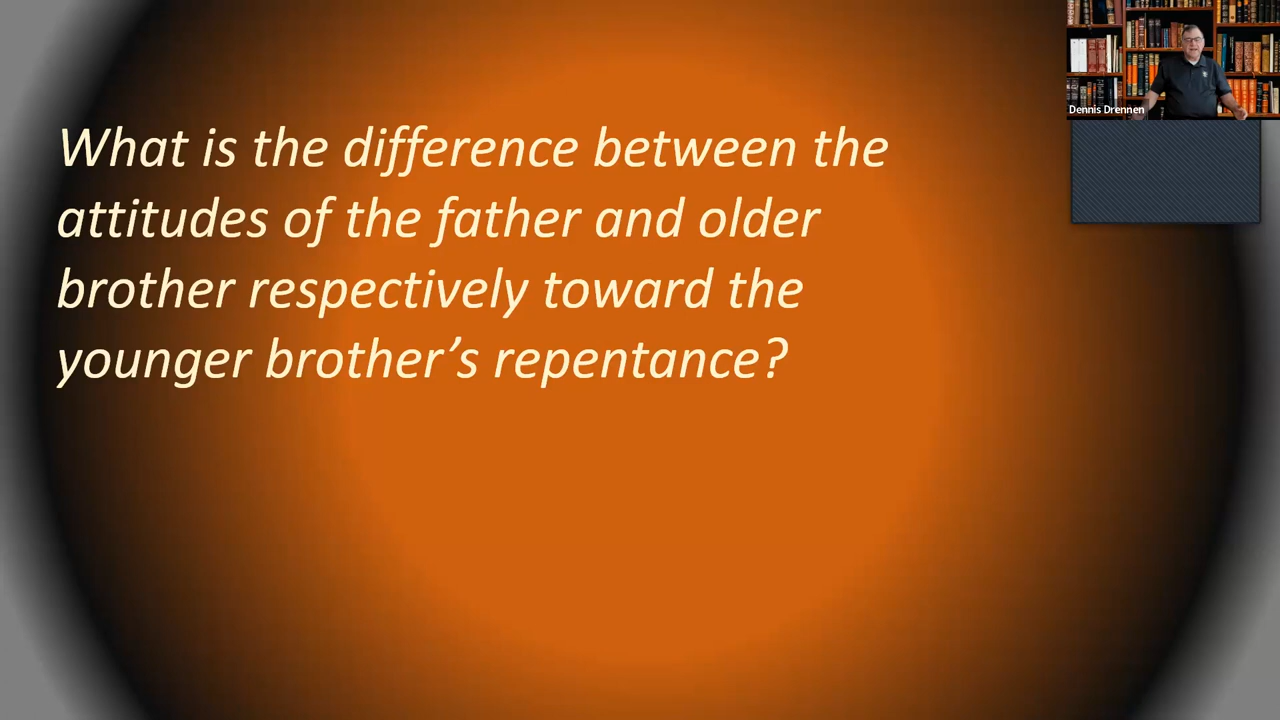 What is the difference between the
attitudes of the father and older
brother respectively toward the
younger brother’s repentance?
Dennis Drennen